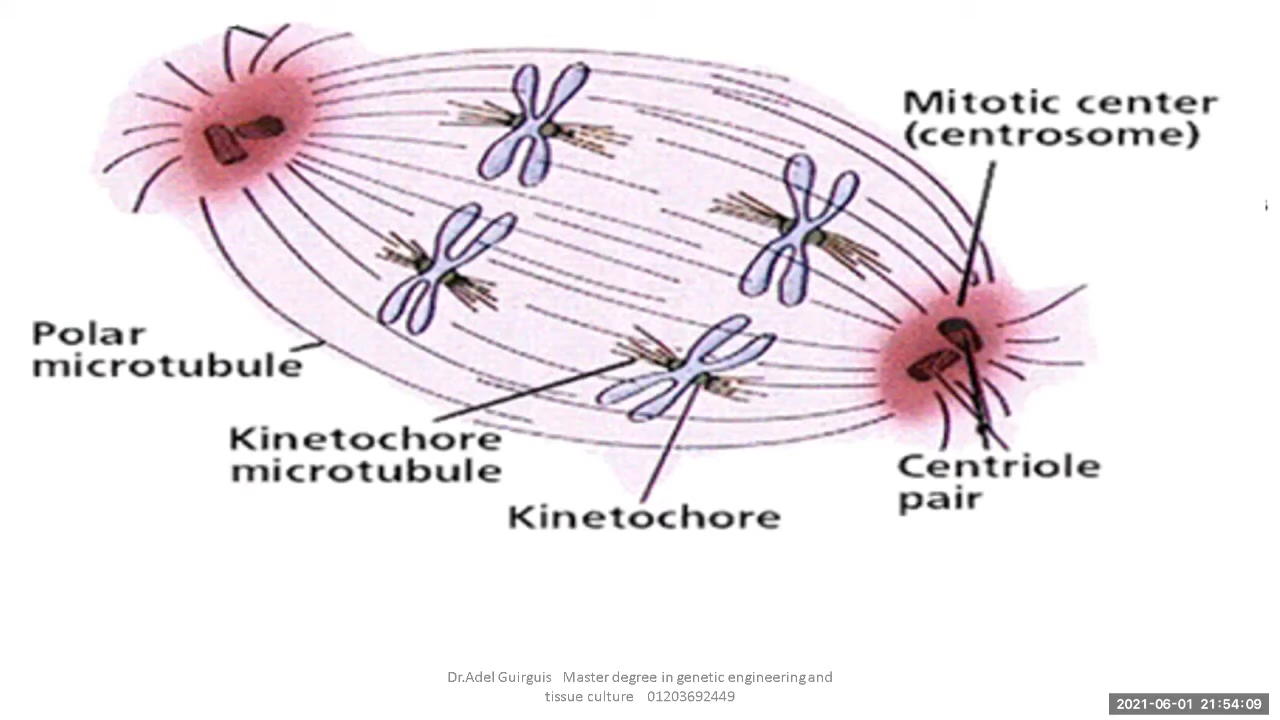 Mitotic center
(centrosome)
Polar
microtubule
Kinetochore
microtubule
Centriole
pair
Kinetochore
Dr.Adel Guirguis Master degree in genetic engineering and
tissue culture 01203692449
2021-06-01 21:54:09